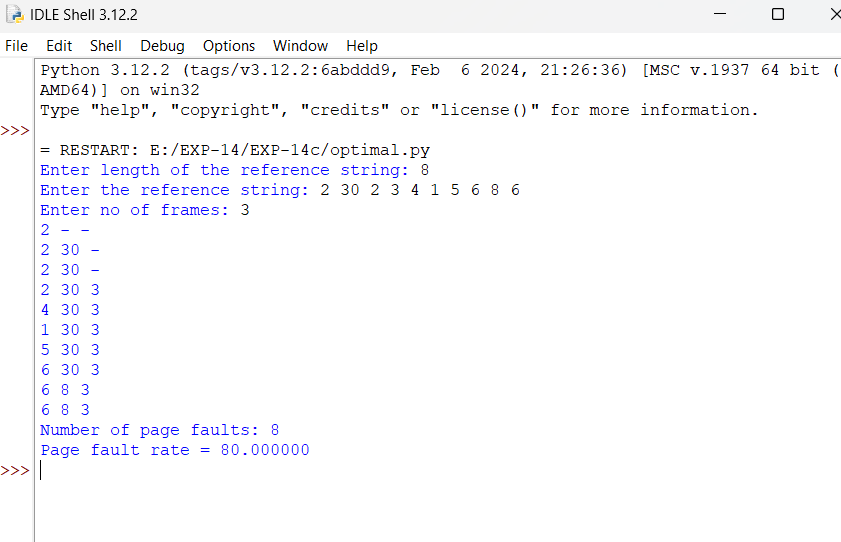 IDLE Shell 3.12.2
File Edit Shell Debug Options Window Help
Python 3.12.2 (tags/v3.12.2:6abddd9, Feb  6 2024, 21:26:36) [MSC v.1937 64 bit (
AMD64)] on win32
Type "help", "copyright", "credits" or "license()" for more information.
>>>
= RESTART: E:/EXP-14/EXP-14c/optimal.py
Enter length of the reference string: 8
Enter the reference string: 2 30 2 3 4 1 5 6 8 6
Enter no of frames: 3
2 - -
2 30 -
2 30 -
2 30 3
4 30 3
1 30 3
5 30 3
6 30 3
6 8 3
6 8 3
Number of page faults: 8
Page fault rate = 80.000000
>>>